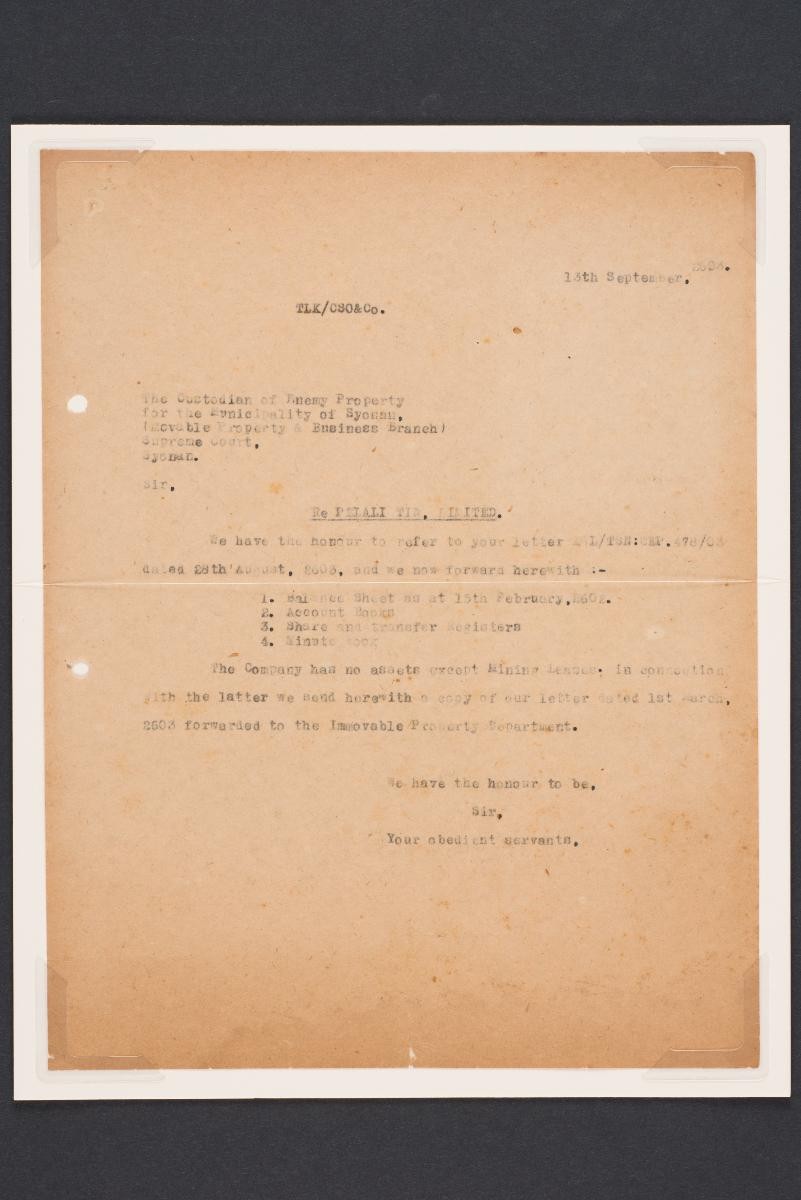 2603.
13th September,
TLK/CSO&Co.
The Custodian of Enemy Property
for the Municipality of Syonan,
(Movable Property & Business Branch)
Supreme Court,
Syonan.
Sir,
Re PELALI TIN, LIMITED.
We have the honour to refer to your letter
dated 28th August, 2603, and we now forward herewith :-
1. Balance Sheet as at 15th February, 2602.
2. Account Books
3. Share and transfer Registers
4. Minute Book
The Company has no assets except Mining Leases. In connection
with the latter we send herewith a copy of our letter dated 1st March,
2603 forwarded to the Immovable Property Department.
We have the honour to be,
Sir,
Your obedient servants,